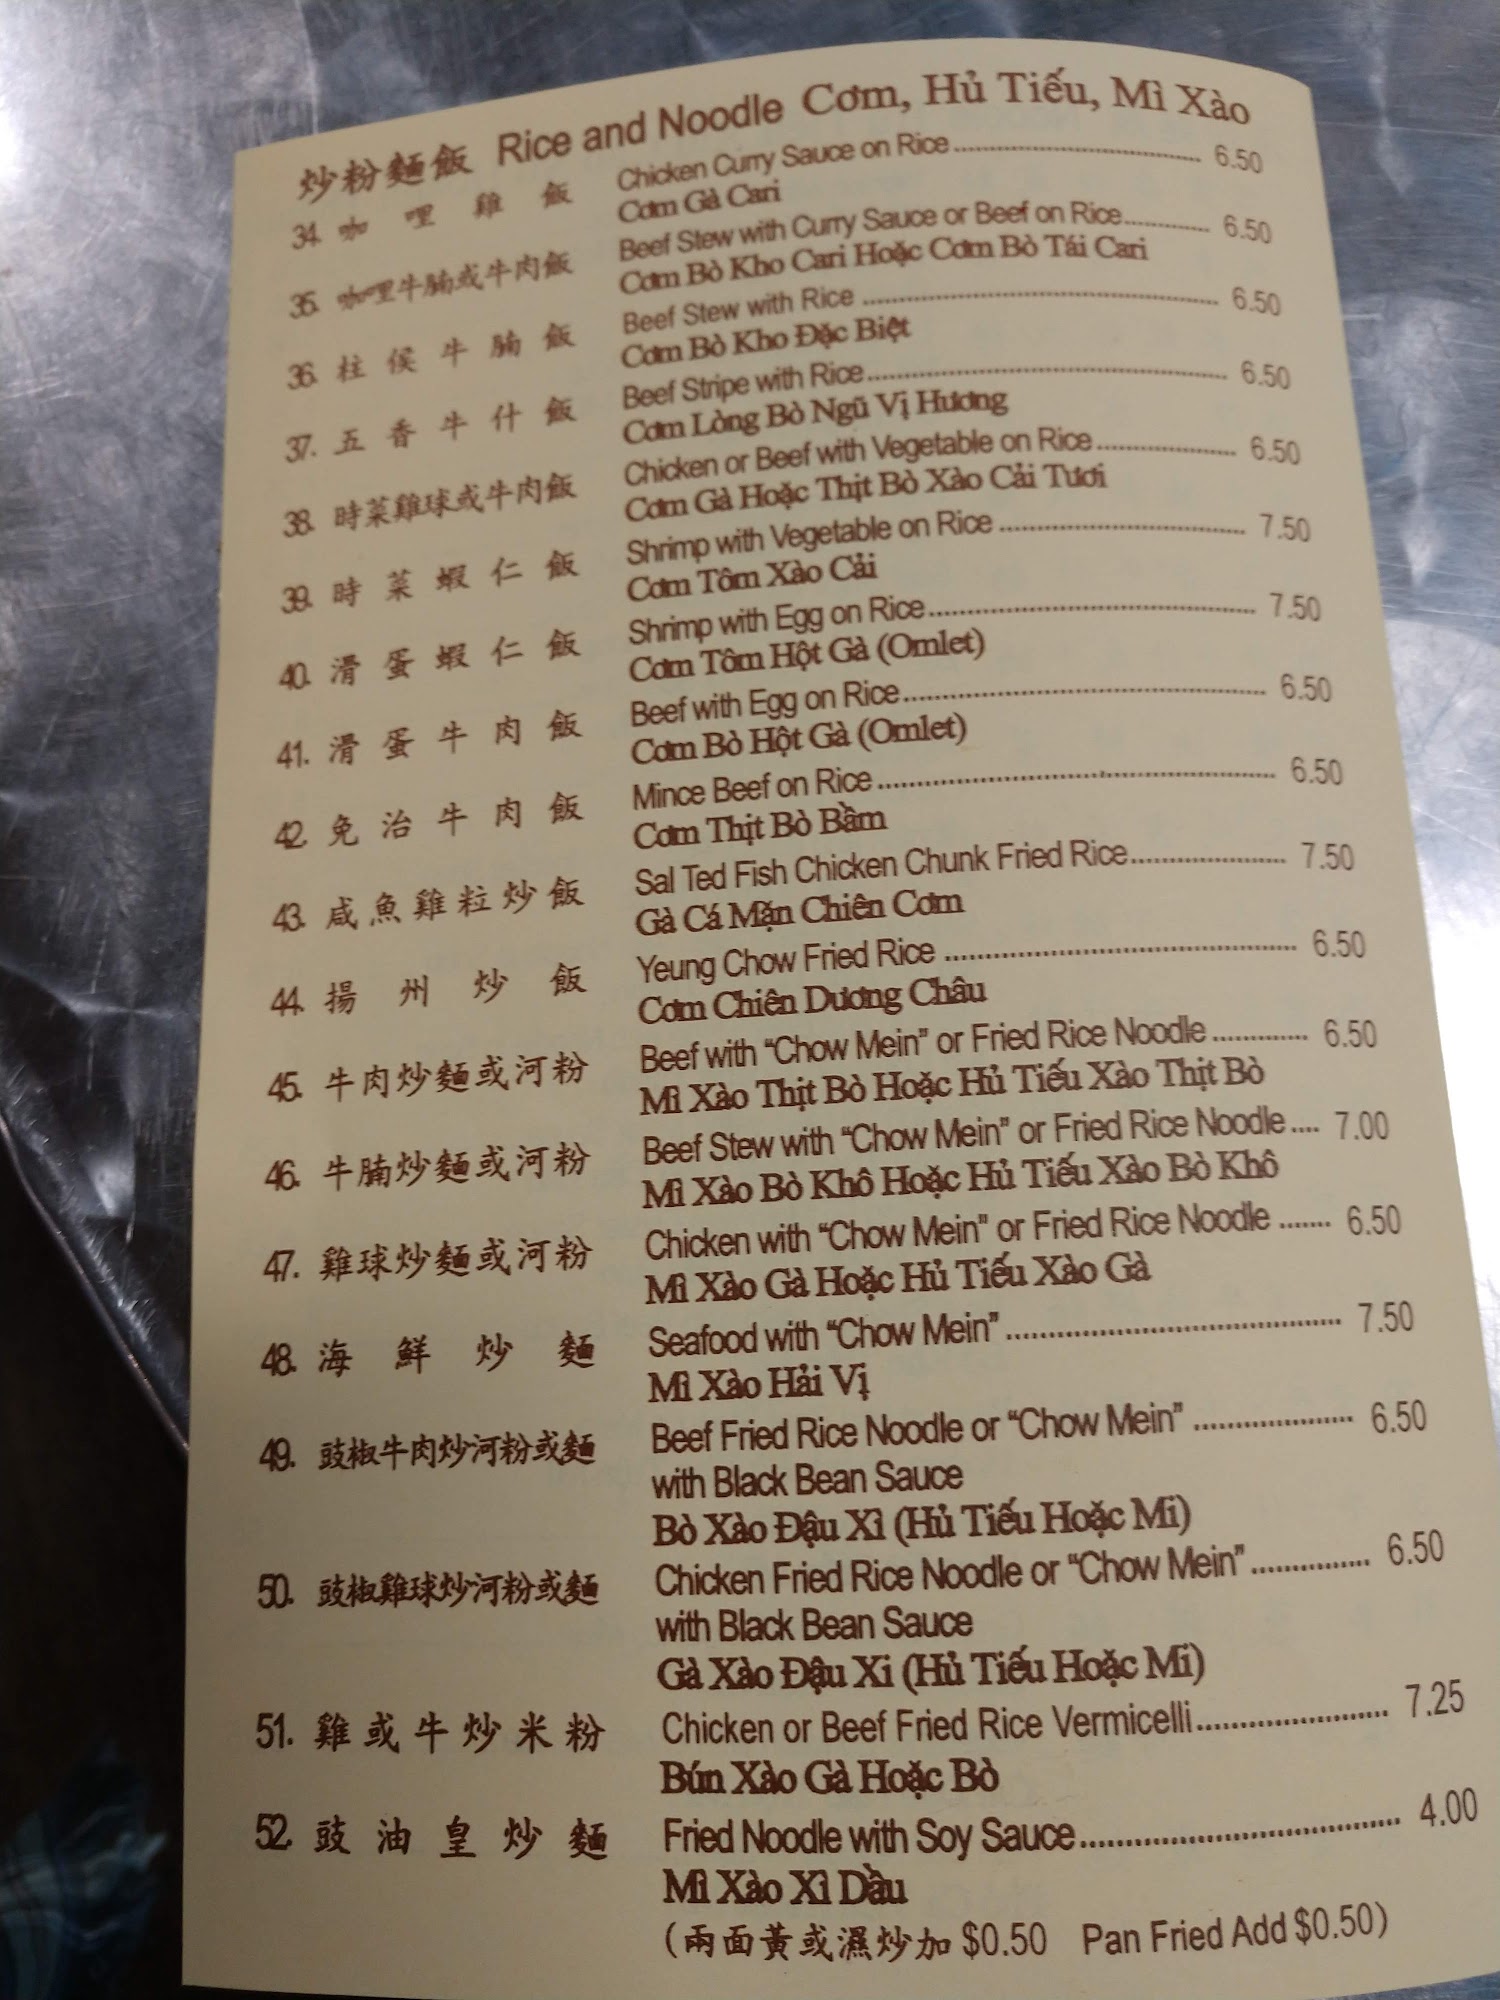 炒粉麵飯 Rice and Noodle Cơm, Hủ Tiếu, Mì Xào
34. 咖哩雞飯 Chicken Curry Sauce on Rice 6.50
Cơm Gà Cari
35. 咖哩牛腩或牛肉飯 Beef Stew with Curry Sauce or Beef on Rice 6.50
Cơm Bò Kho Cari Hoặc Cơm Bò Tái Cari
36. 柱侯牛腩飯 Beef Stew with Rice 6.50
Cơm Bò Kho Đặc Biệt
37. 五香牛什飯 Beef Stripe with Rice 6.50
Cơm Lòng Bò Ngũ Vị Hương
38. 時菜雞球或牛肉飯 Chicken or Beef with Vegetable on Rice 6.50
Cơm Gà Hoặc Thịt Bò Xào Cải Tươi
39. 時菜蝦仁飯 Shrimp with Vegetable on Rice 7.50
Cơm Tôm Xào Cải
40. 滑蛋蝦仁飯 Shrimp with Egg on Rice 7.50
Cơm Tôm Hột Gà (Omlet)
41. 滑蛋牛肉飯 Beef with Egg on Rice 6.50
Cơm Bò Hột Gà (Omlet)
42. 免治牛肉飯 Mince Beef on Rice 6.50
Cơm Thịt Bò Bầm
43. 咸魚雞粒炒飯 Sal Ted Fish Chicken Chunk Fried Rice 7.50
Gà Cá Mặn Chiên Cơm
44. 揚州炒飯 Yeung Chow Fried Rice 6.50
Cơm Chiên Dương Châu
45. 牛肉炒麵或河粉 Beef with “Chow Mein” or Fried Rice Noodle 6.50
Mì Xào Thịt Bò Hoặc Hủ Tiếu Xào Thịt Bò
46. 牛腩炒麵或河粉 Beef Stew with “Chow Mein” or Fried Rice Noodle 7.00
Mì Xào Bò Khô Hoặc Hủ Tiếu Xào Bò Khô
47. 雞球炒麵或河粉 Chicken with “Chow Mein” or Fried Rice Noodle 6.50
Mì Xào Gà Hoặc Hủ Tiếu Xào Gà
48. 海鮮炒麵 Seafood with “Chow Mein” 7.50
Mì Xào Hải Vị
49. 豉椒牛肉炒河粉或麵 Beef Fried Rice Noodle or “Chow Mein” 6.50
with Black Bean Sauce
Bò Xào Đậu Xì (Hủ Tiếu Hoặc Mi)
50. 豉椒雞球炒河粉或麵 Chicken Fried Rice Noodle or “Chow Mein” 6.50
with Black Bean Sauce
Gà Xào Đậu Xi (Hủ Tiếu Hoặc Mi)
51. 雞或牛炒米粉 Chicken or Beef Fried Rice Vermicelli 7.25
Bún Xào Gà Hoặc Bò
52. 豉油皇炒麵 Fried Noodle with Soy Sauce 4.00
Mì Xào Xì Dầu
(兩面黃或濕炒加 $0.50 Pan Fried Add $0.50)